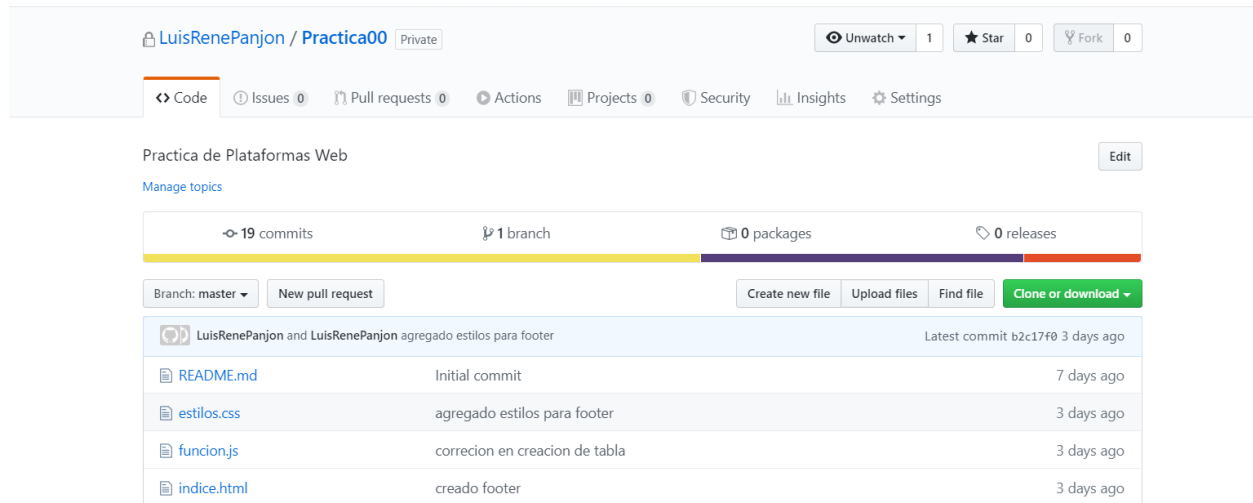 LuisRenePanjon / Practica00 Private Unwatch 1 Star 0 Fork 0
Code Issues 0 Pull requests 0 Actions Projects 0 Security Insights Settings
Practica de Plataformas Web Edit
Manage topics
19 commits 1 branch 0 packages 0 releases
Branch: master New pull request Create new file Upload files Find file Clone or download
LuisRenePanjon and LuisRenePanjon agregado estilos para footer Latest commit b2c17f0 3 days ago
README.md Initial commit 7 days ago
estilos.css agregado estilos para footer 3 days ago
funcion.js correcion en creacion de tabla 3 days ago
indice.html creado footer 3 days ago